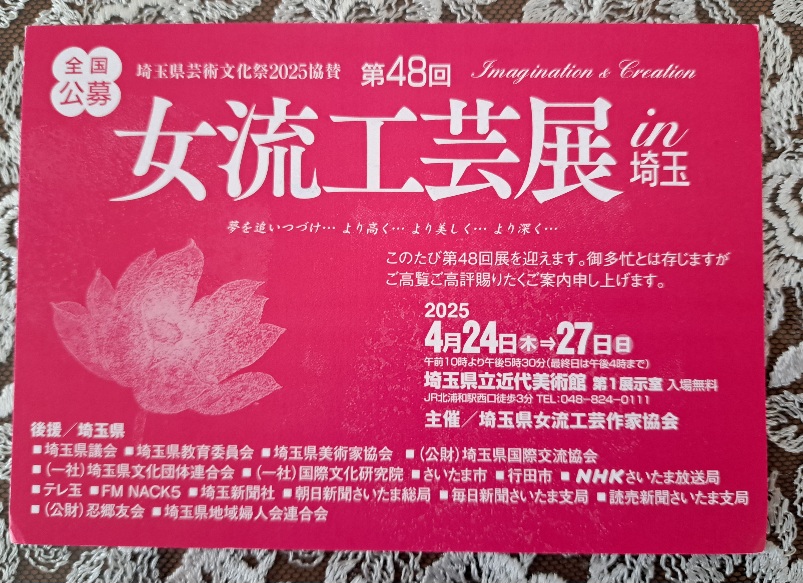 全国
公募
埼玉県芸術文化祭2025協賛 第48回 Imagination & Creation
女流工芸展 in 埼玉
夢を追いつづけ… より高く… より美しく… より深く…
このたび第48回展を迎えます。御多忙とは存じますが
ご高覧ご高評賜りたくご案内申し上げます。
2025
4月24日㊍⇒27日㊐
午前10時より午後5時30分(最終日は午後4時まで)
埼玉県立近代美術館 第1展示室 入場無料
JR北浦和駅西口徒歩3分 TEL:048-824-0111
主催/埼玉県女流工芸作家協会
後援/埼玉県
■埼玉県議会 ■埼玉県教育委員会 ■埼玉県美術家協会 ■(公財)埼玉県国際交流協会
■(一社)埼玉県文化団体連合会 ■(一社)国際文化研究院 ■さいたま市 ■行田市 ■NHKさいたま放送局
■テレ玉 ■FM NACK5 ■埼玉新聞社 ■朝日新聞さいたま総局 ■毎日新聞さいたま支局 ■読売新聞さいたま支局
■(公財)忍郷友会 ■埼玉県地域婦人会連合会